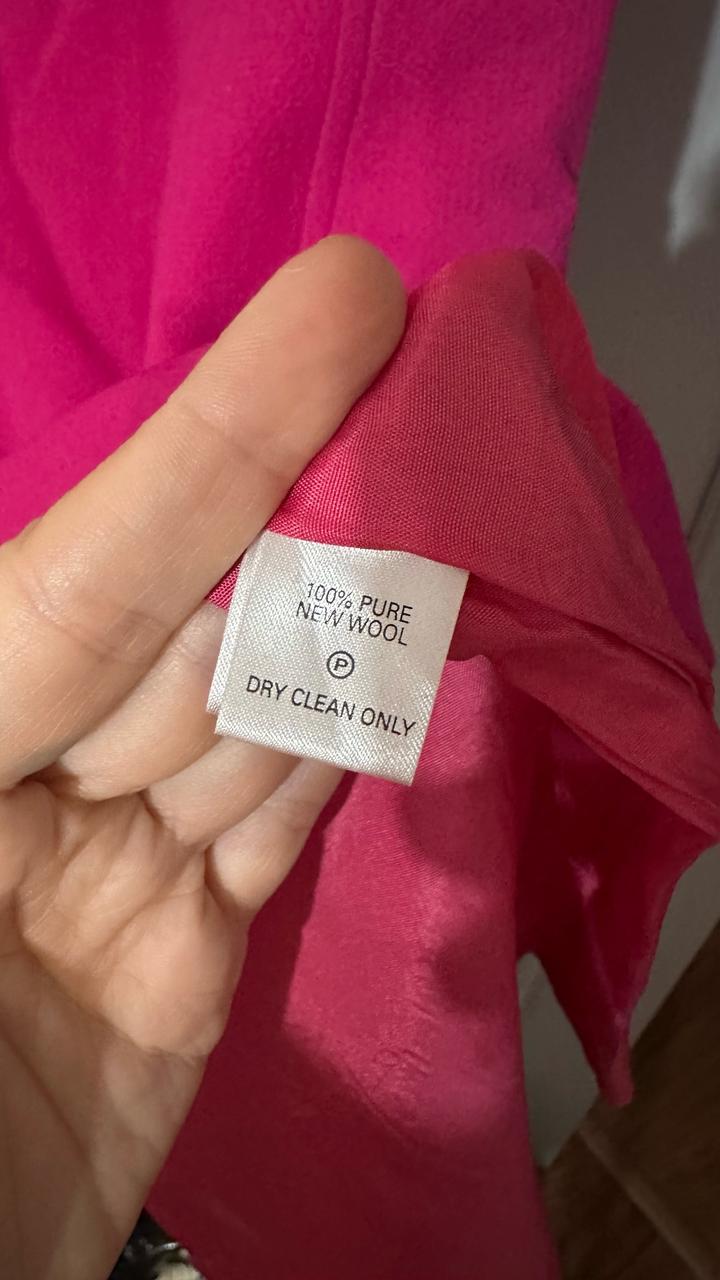 100% PURE
NEW WOOL
Ⓟ
DRY CLEAN ONLY